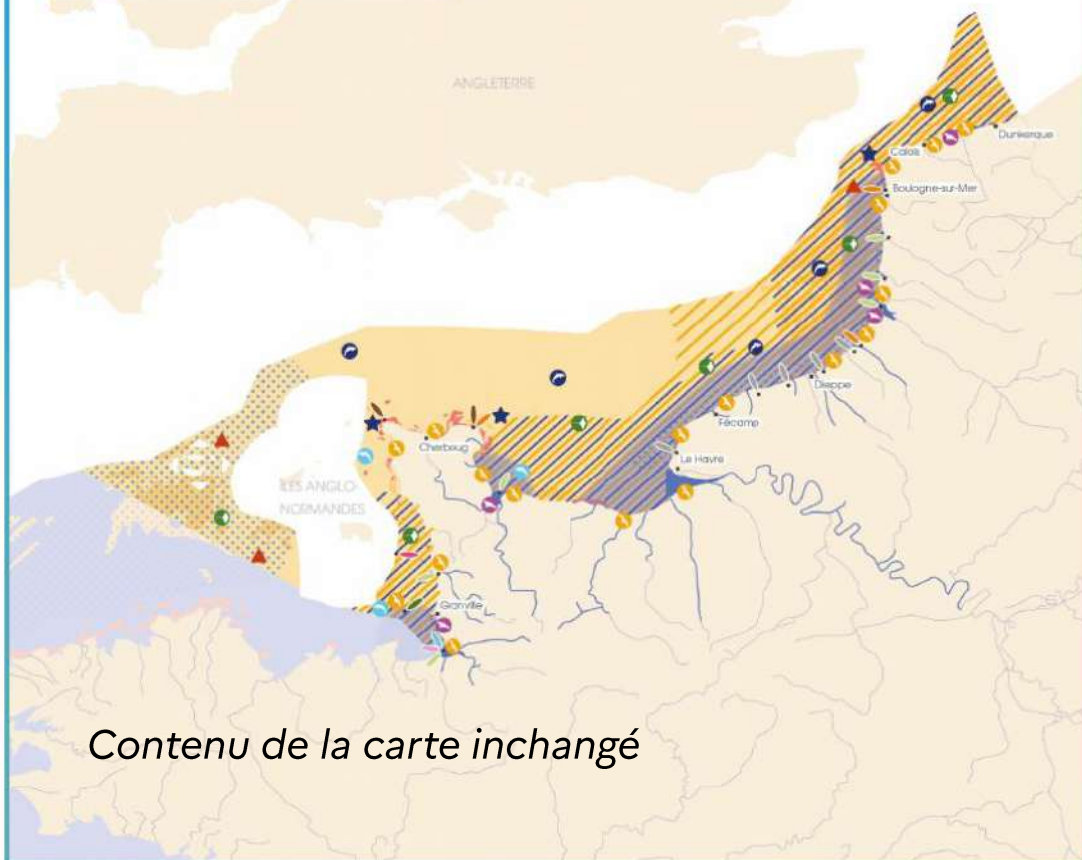 ANGLETERRE
Dunkerque
Calais
Boulogne-sur-Mer
Dieppe
Fécamp
Cherboug
Le Havre
ÎLES ANGLO-
NORMANDES
Granville
Contenu de la carte inchangé